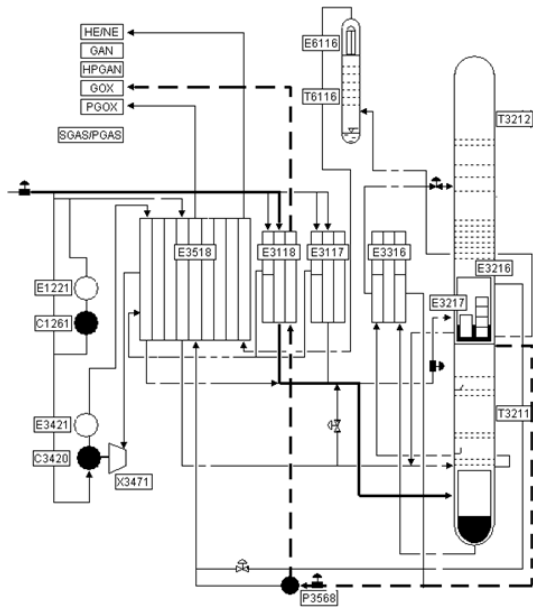 HE/NE
GAN
HPGAN
GOX
PGOX
SGAS/PGAS
E6116
T6116
T3212
E3518
E3118
E3117
E3316
E3216
E3217
E1221
C1261
T3211
E3421
C3420
X3471
P3568